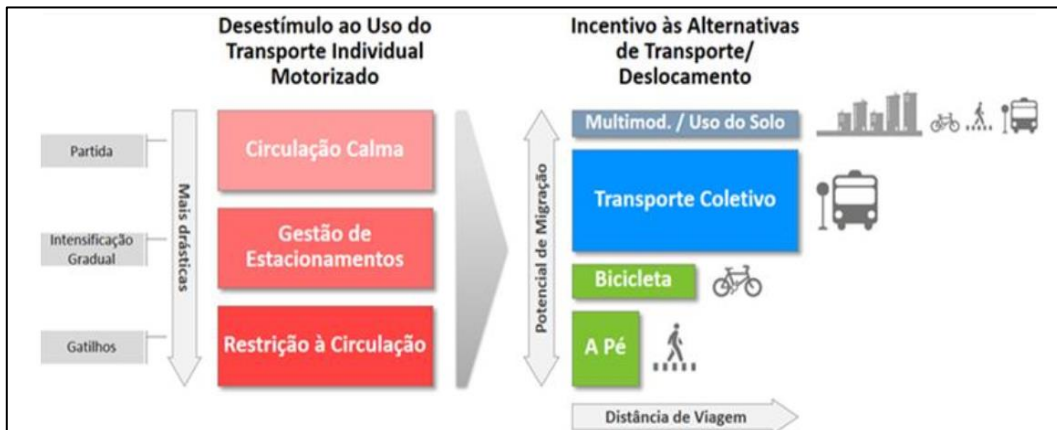 Desestímulo ao Uso do
Transporte Individual
Motorizado
Incentivo às Alternativas
de Transporte/
Deslocamento
Partida
Intensificação
Gradual
Gatilhos
Mais drásticas
Circulação Calma
Gestão de
Estacionamentos
Restrição à Circulação
Potencial de Migração
Multimod. / Uso do Solo
Transporte Coletivo
Bicicleta
A Pé
Distância de Viagem